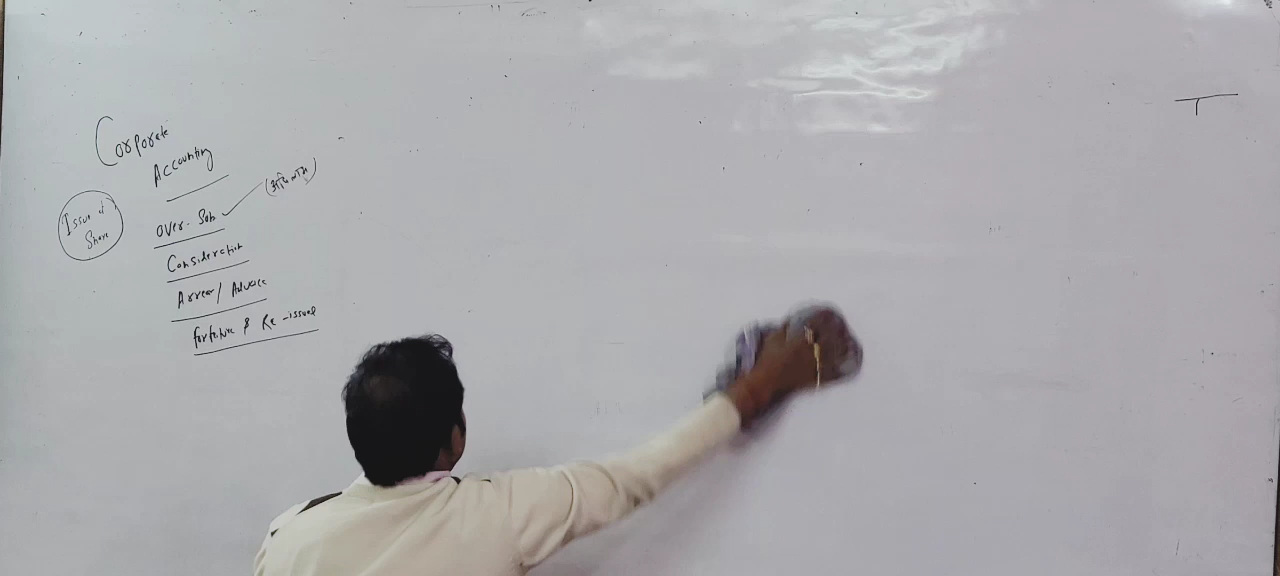 Corporate
Accounting
Issue of
Share
Over-Sub
Consideration
Arrear/ Advance
Forfeiture & Re-issue